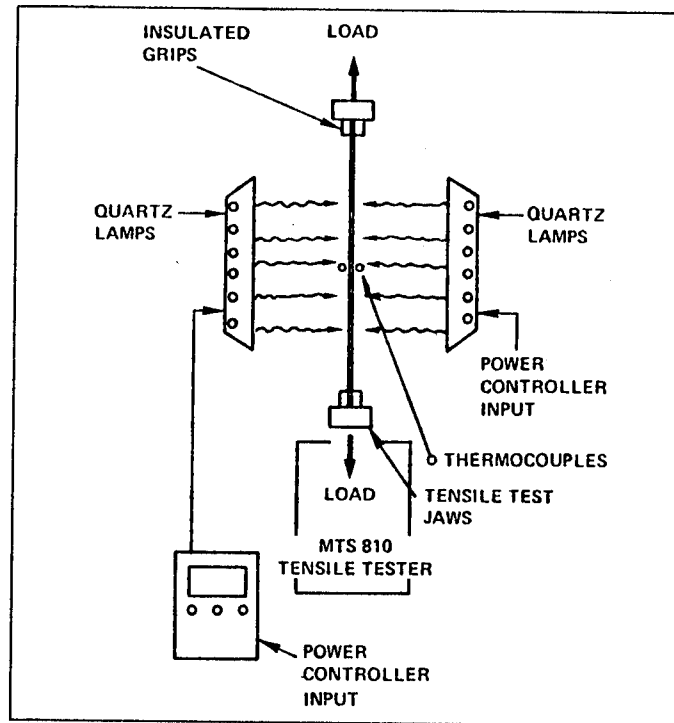 INSULATED
GRIPS
LOAD
QUARTZ
LAMPS
QUARTZ
LAMPS
POWER
CONTROLLER
INPUT
THERMOCOUPLES
TENSILE TEST
JAWS
LOAD
MTS 810
TENSILE TESTER
POWER
CONTROLLER
INPUT